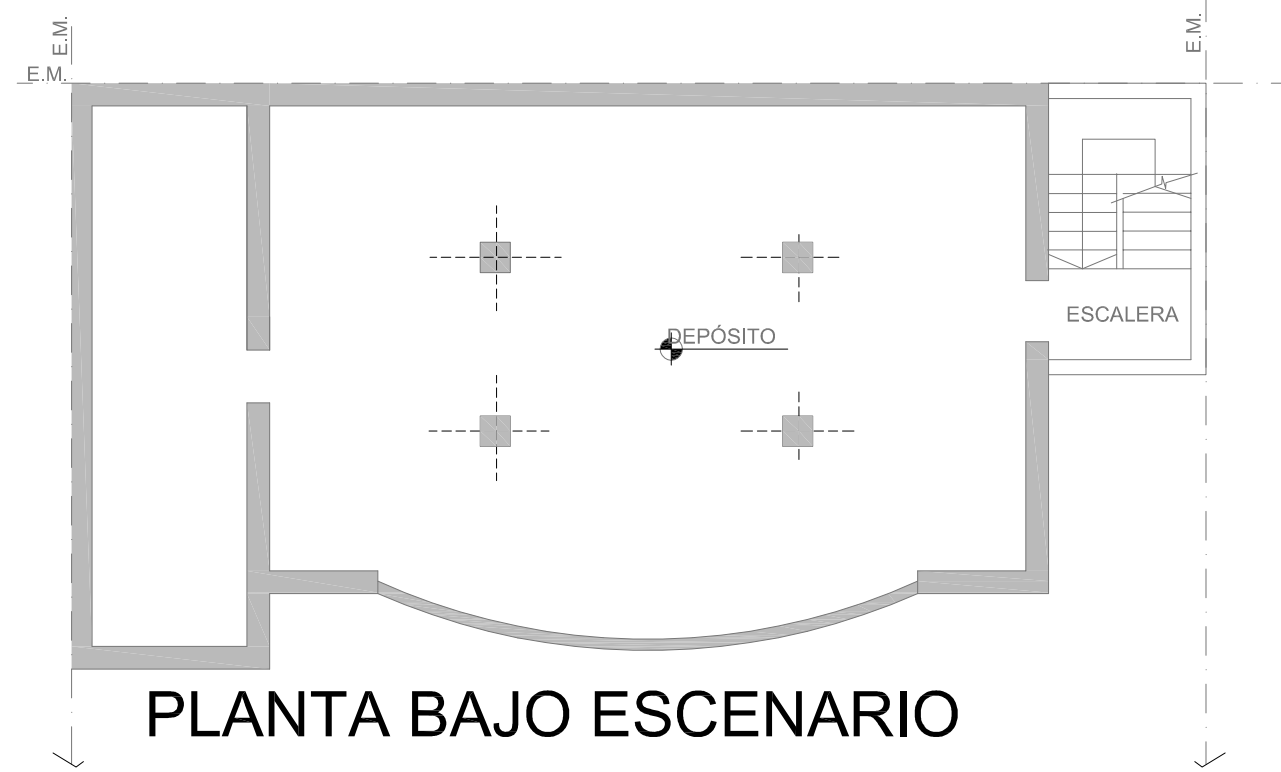 E.M.
E.M.
E.M.
ESCALERA
DEPÓSITO
PLANTA BAJO ESCENARIO